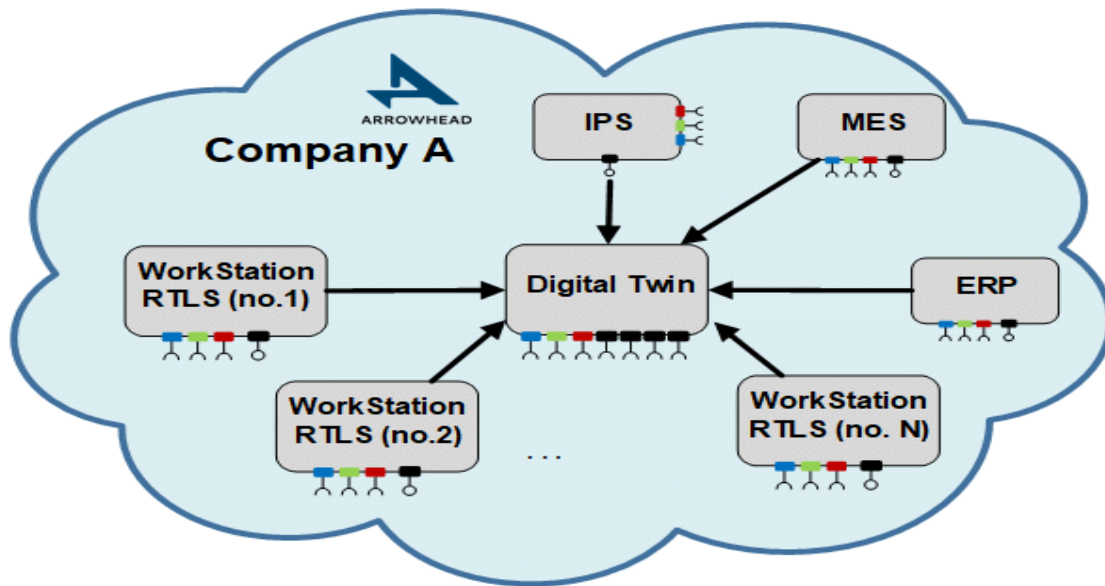 ARROWHEAD
Company A
IPS
MES
WorkStation
RTLS (no.1)
Digital Twin
ERP
WorkStation
RTLS (no.2)
...
WorkStation
RTLS (no. N)